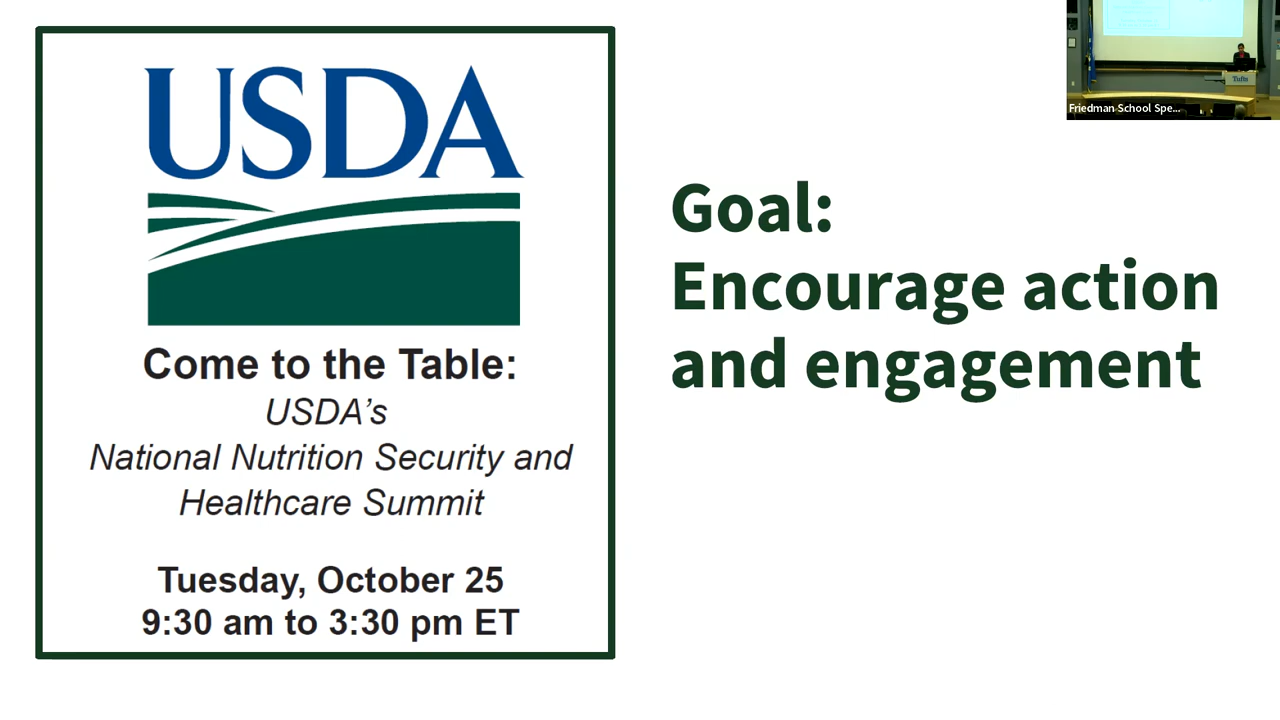 USDA
Come to the Table:
USDA's
National Nutrition Security and
Healthcare Summit
Tuesday, October 25
9:30 am to 3:30 pm ET
Goal:
Encourage action
and engagement
Tufts
Friedman School Spe...